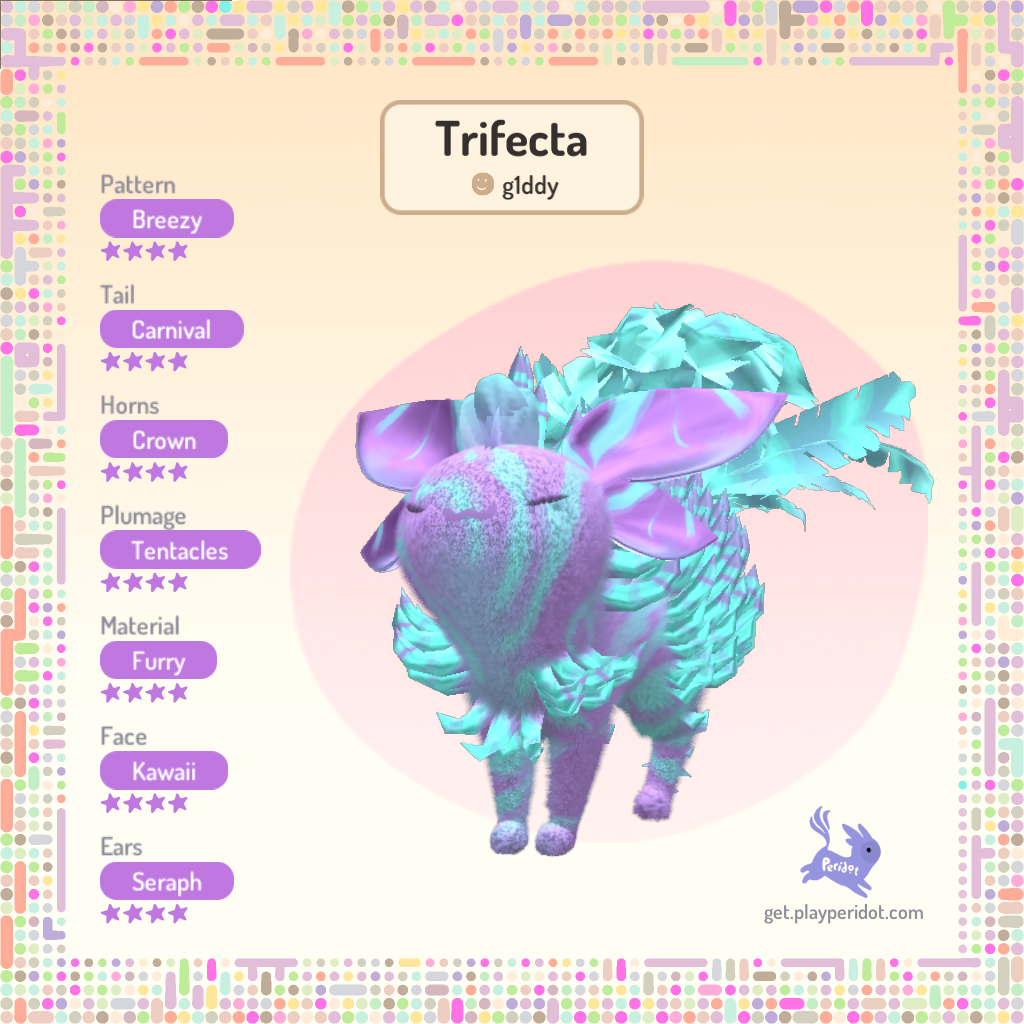 Trifecta
g1ddy
Pattern
Breezy
Tail
Carnival
Horns
Crown
Plumage
Tentacles
Material
Furry
Face
Kawaii
Ears
Seraph
Peridot
get.playperidot.com